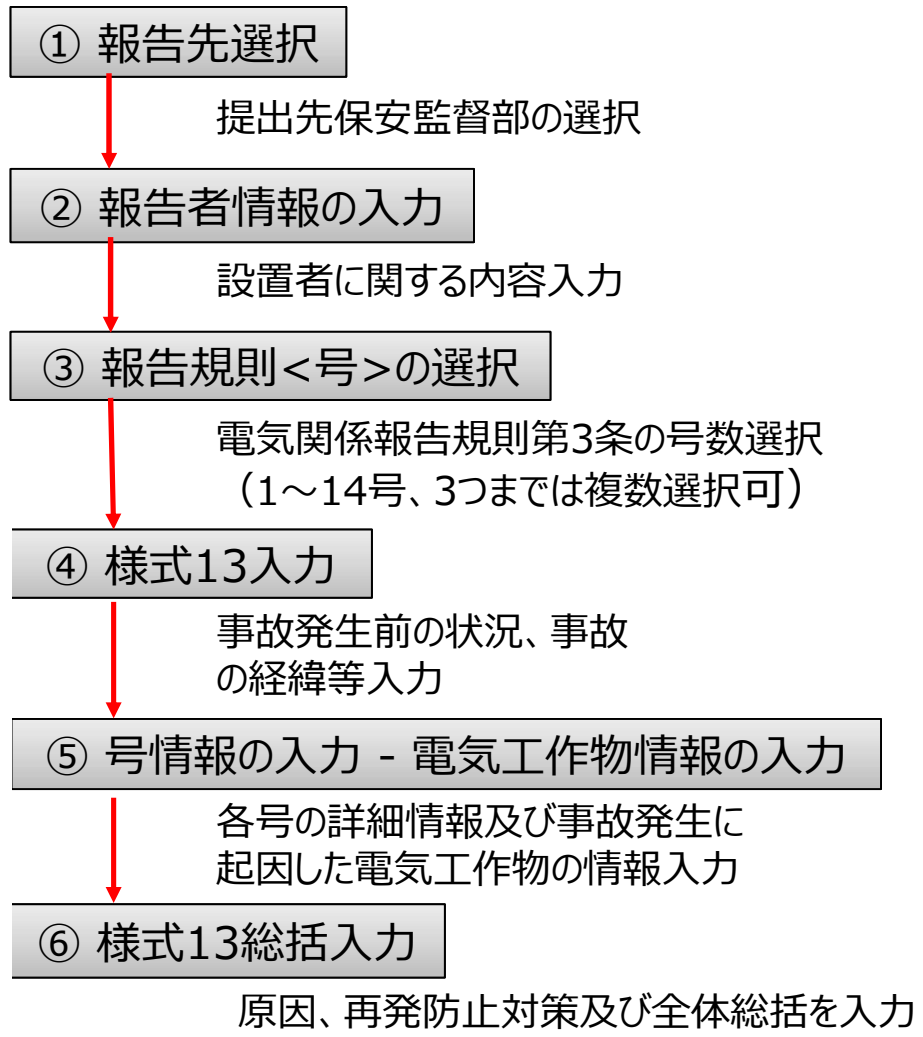 ① 報告先選択
提出先保安監督部の選択
② 報告者情報の入力
設置者に関する内容入力
③ 報告規則<号>の選択
電気関係報告規則第3条の号数選択
（1～14号、3つまでは複数選択可）
④ 様式13入力
事故発生前の状況、事故
の経緯等入力
⑤ 号情報の入力 - 電気工作物情報の入力
各号の詳細情報及び事故発生に
起因した電気工作物の情報入力
⑥ 様式13総括入力
原因、再発防止対策及び全体総括を入力